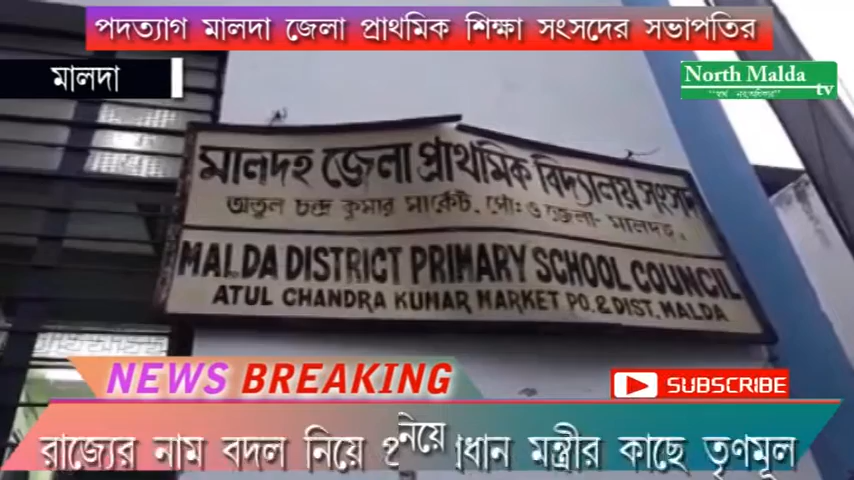 পদত্যাগ মালদা জেলা প্রাথমিক শিক্ষা সংসদের সভাপতির
মালদা
North Malda
tv
মালদহ জেলা প্রাথমিক বিদ্যালয় সংসদ
অতুল চন্দ্র কুমার মার্কেট. পোঃ ও জেলা- মালদহ.
MALDA DISTRICT PRIMARY SCHOOL COUNCIL
ATUL CHANDRA KUMAR MARKET PO. & DIST. MALDA
NEWS BREAKING
SUBSCRIBE
রাজ্যের নাম বদল নিয়ে নিয়ে মন্ত্রীর কাছে তৃণমূল